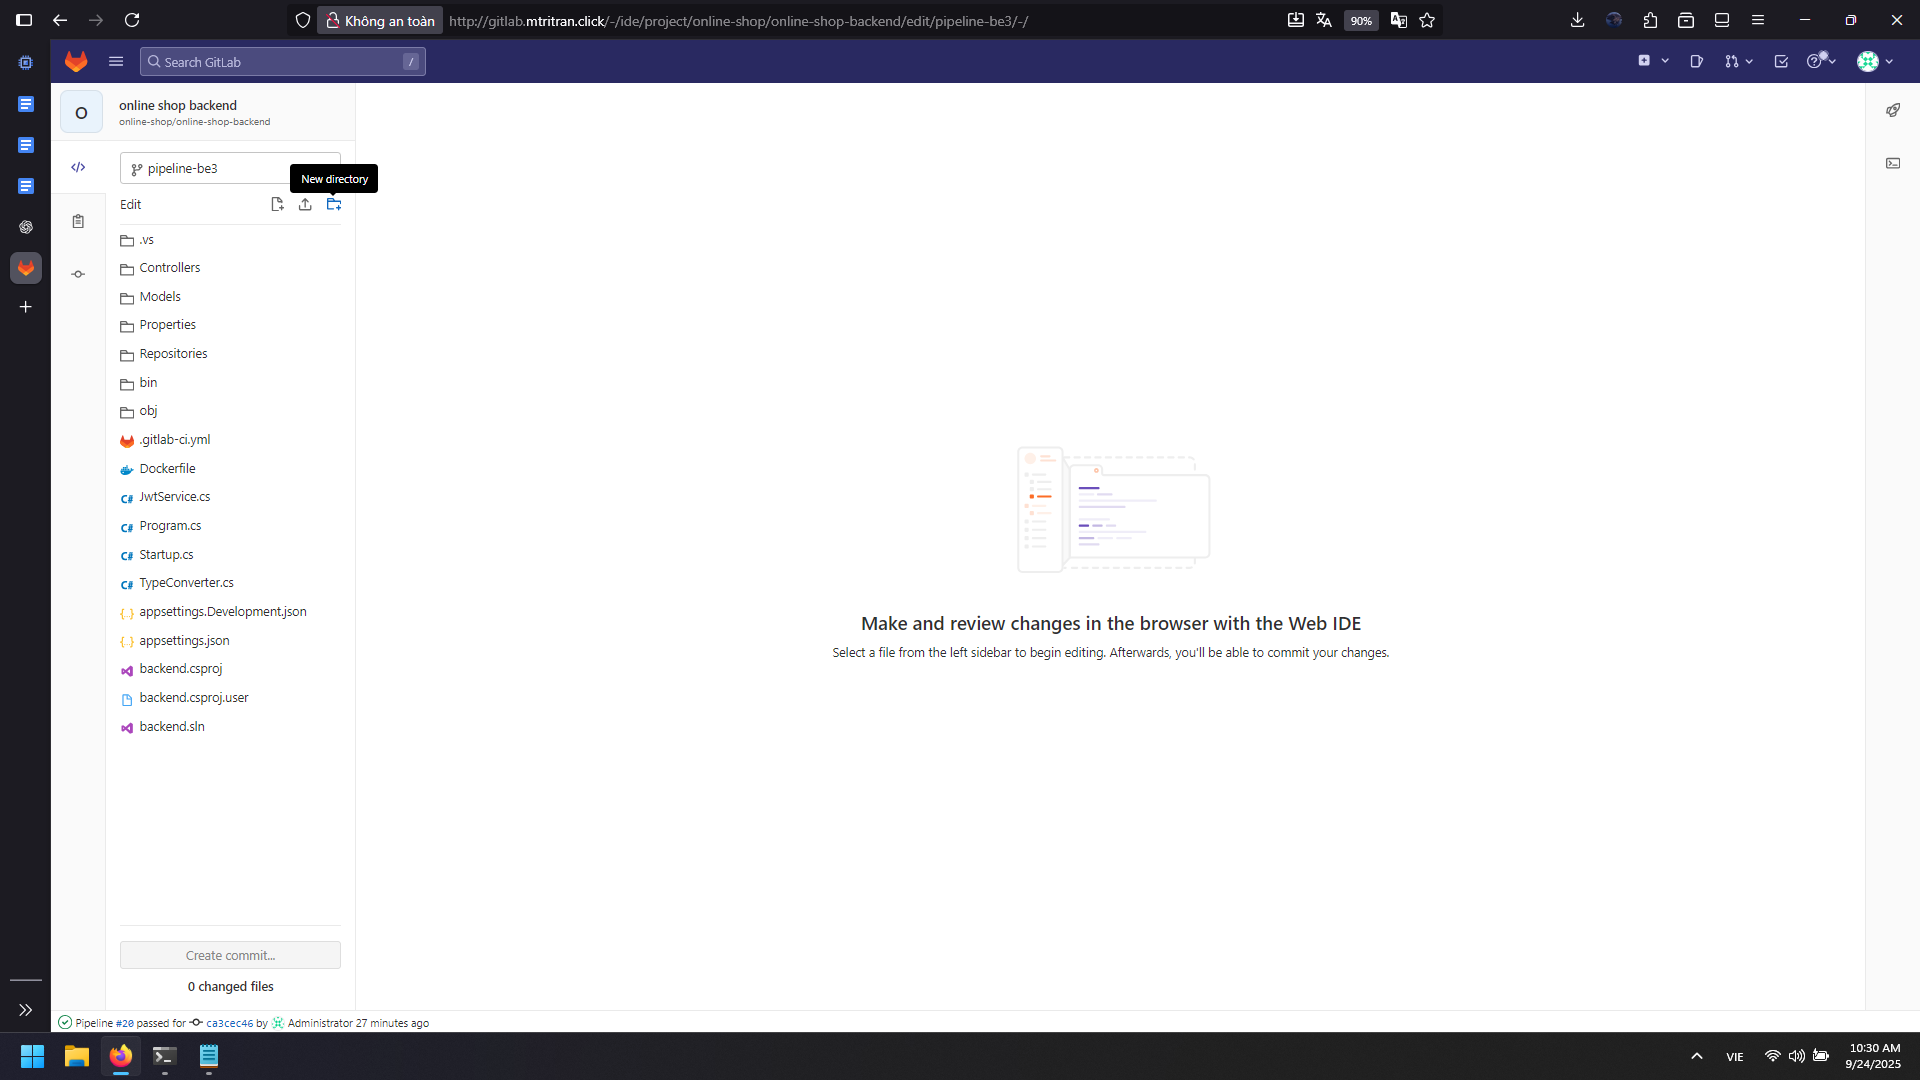 Không an toàn
http://gitlab.mtritran.click/-/ide/project/online-shop/online-shop-backend/edit/pipeline-be3/-/
90%
Search GitLab
/
O
online shop backend
online-shop/online-shop-backend
pipeline-be3
New directory
Edit
.vs
Controllers
Models
Properties
Repositories
bin
obj
.gitlab-ci.yml
Dockerfile
C# JwtService.cs
C# Program.cs
C# Startup.cs
C# TypeConverter.cs
{..} appsettings.Development.json
{..} appsettings.json
backend.csproj
backend.csproj.user
backend.sln
Make and review changes in the browser with the Web IDE
Select a file from the left sidebar to begin editing. Afterwards, you'll be able to commit your changes.
Create commit...
0 changed files
Pipeline #20 passed for ca3cec46 by Administrator 27 minutes ago
VIE
10:30 AM
9/24/2025